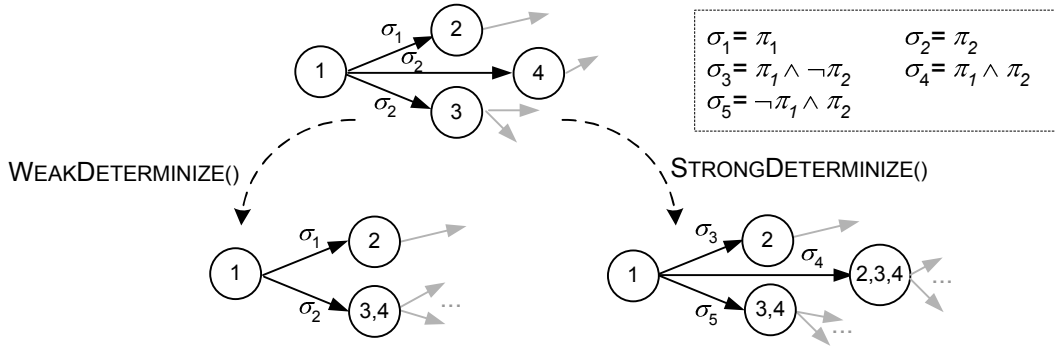 σ₁
2
σ₂
1
4
σ₂
3
σ₁= π₁ σ₂= π₂
σ₃= π₁ ∧ ¬π₂ σ₄= π₁ ∧ π₂
σ₅= ¬π₁ ∧ π₂
WEAKDETERMINIZE()
STRONGDETERMINIZE()
σ₁
2
1
σ₂
3,4
...
σ₃
2
σ₄
1
2,3,4
...
σ₅
3,4
...